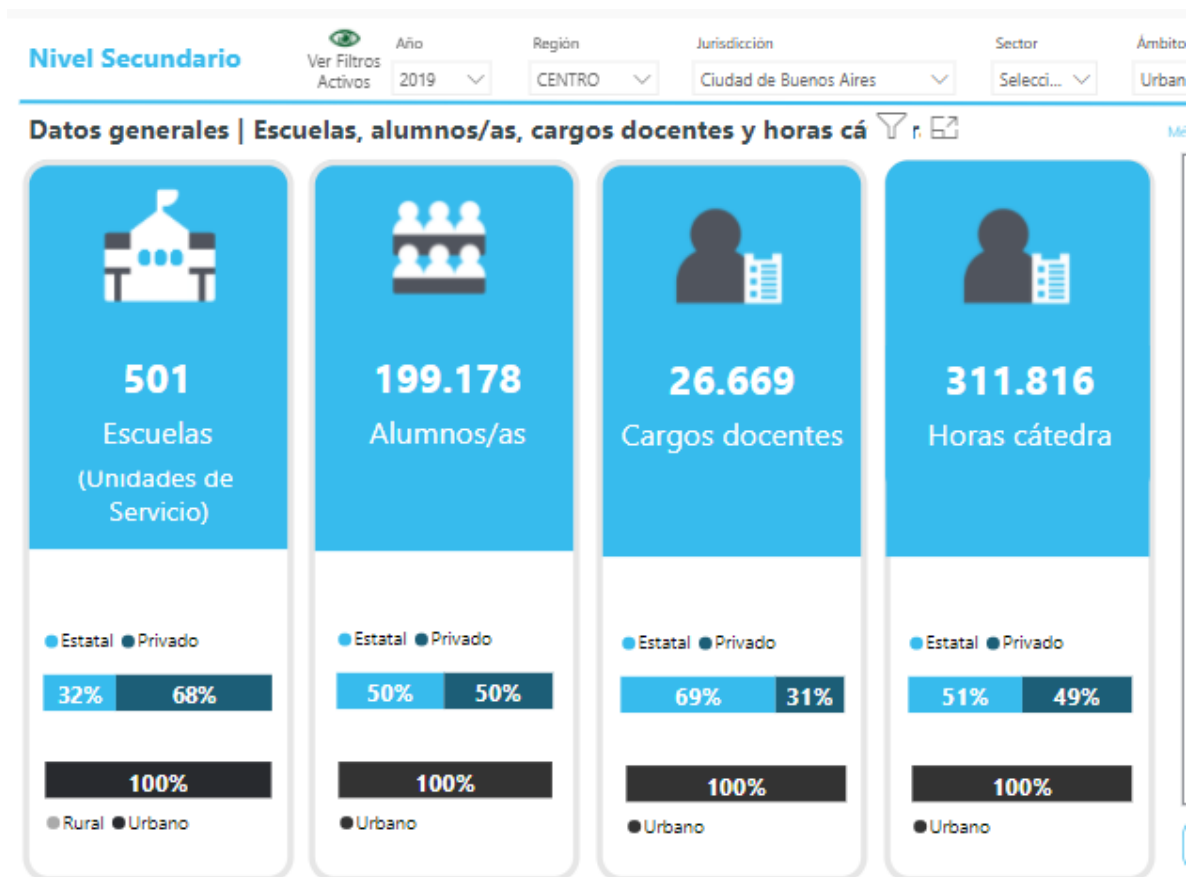 Nivel Secundario
Ver Filtros
Activos
Año
2019
Región
CENTRO
Jurisdicción
Ciudad de Buenos Aires
Sector
Selecci...
Ámbito
Urban
Datos generales | Escuelas, alumnos/as, cargos docentes y horas cá
501
Escuelas
(Unidades de
Servicio)
Estatal Privado
32% 68%
100%
Rural Urbano
199.178
Alumnos/as
Estatal Privado
50% 50%
100%
Urbano
26.669
Cargos docentes
Estatal Privado
69% 31%
100%
Urbano
311.816
Horas cátedra
Estatal Privado
51% 49%
100%
Urbano